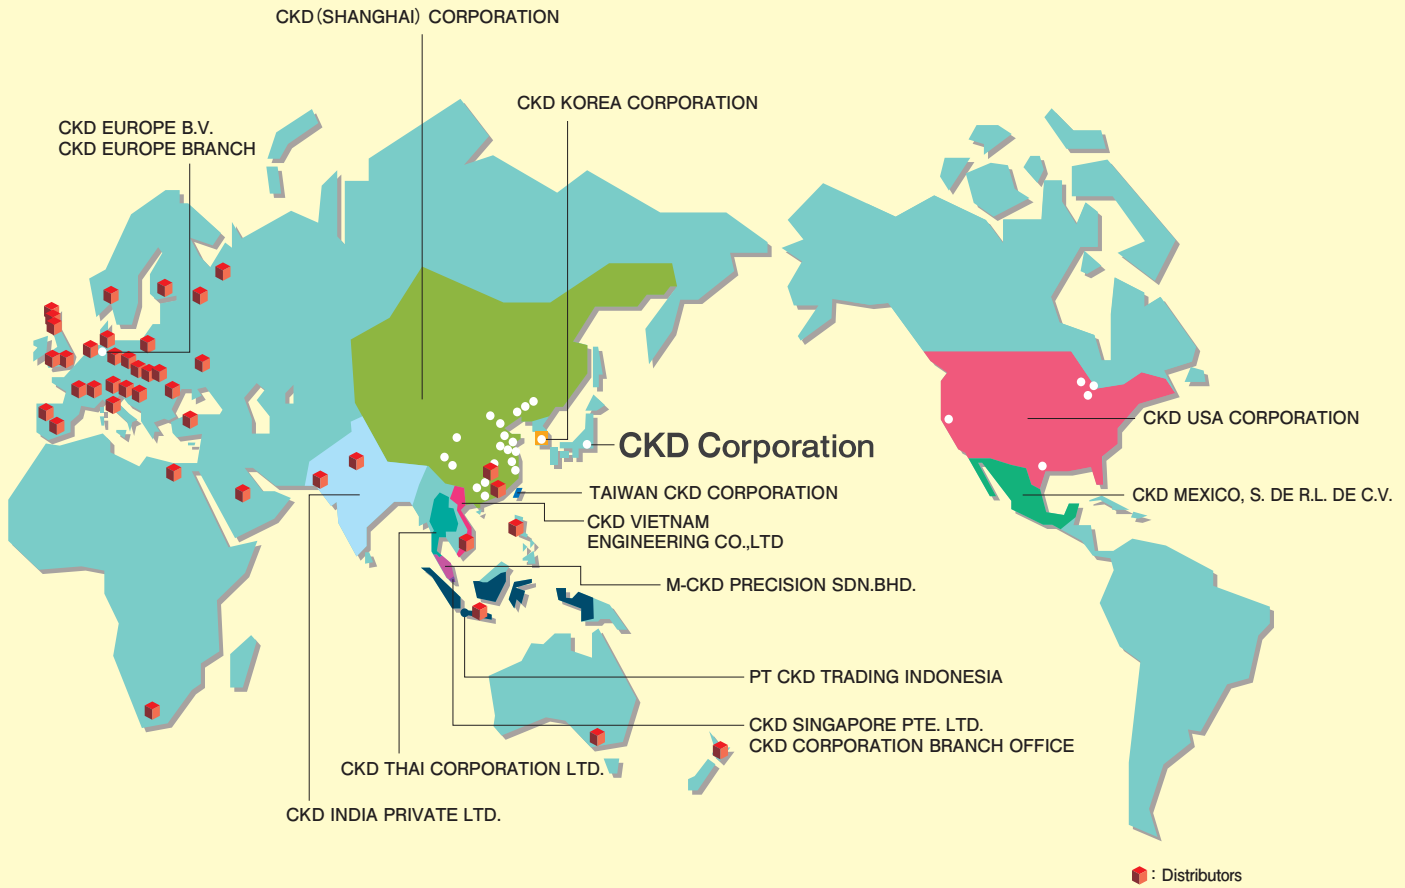 CKD(SHANGHAI) CORPORATION
CKD KOREA CORPORATION
CKD EUROPE B.V.
CKD EUROPE BRANCH
CKD USA CORPORATION
CKD Corporation
TAIWAN CKD CORPORATION
CKD MEXICO, S. DE R.L. DE C.V.
CKD VIETNAM
ENGINEERING CO.,LTD
M-CKD PRECISION SDN.BHD.
PT CKD TRADING INDONESIA
CKD SINGAPORE PTE. LTD.
CKD CORPORATION BRANCH OFFICE
CKD THAI CORPORATION LTD.
CKD INDIA PRIVATE LTD.
: Distributors